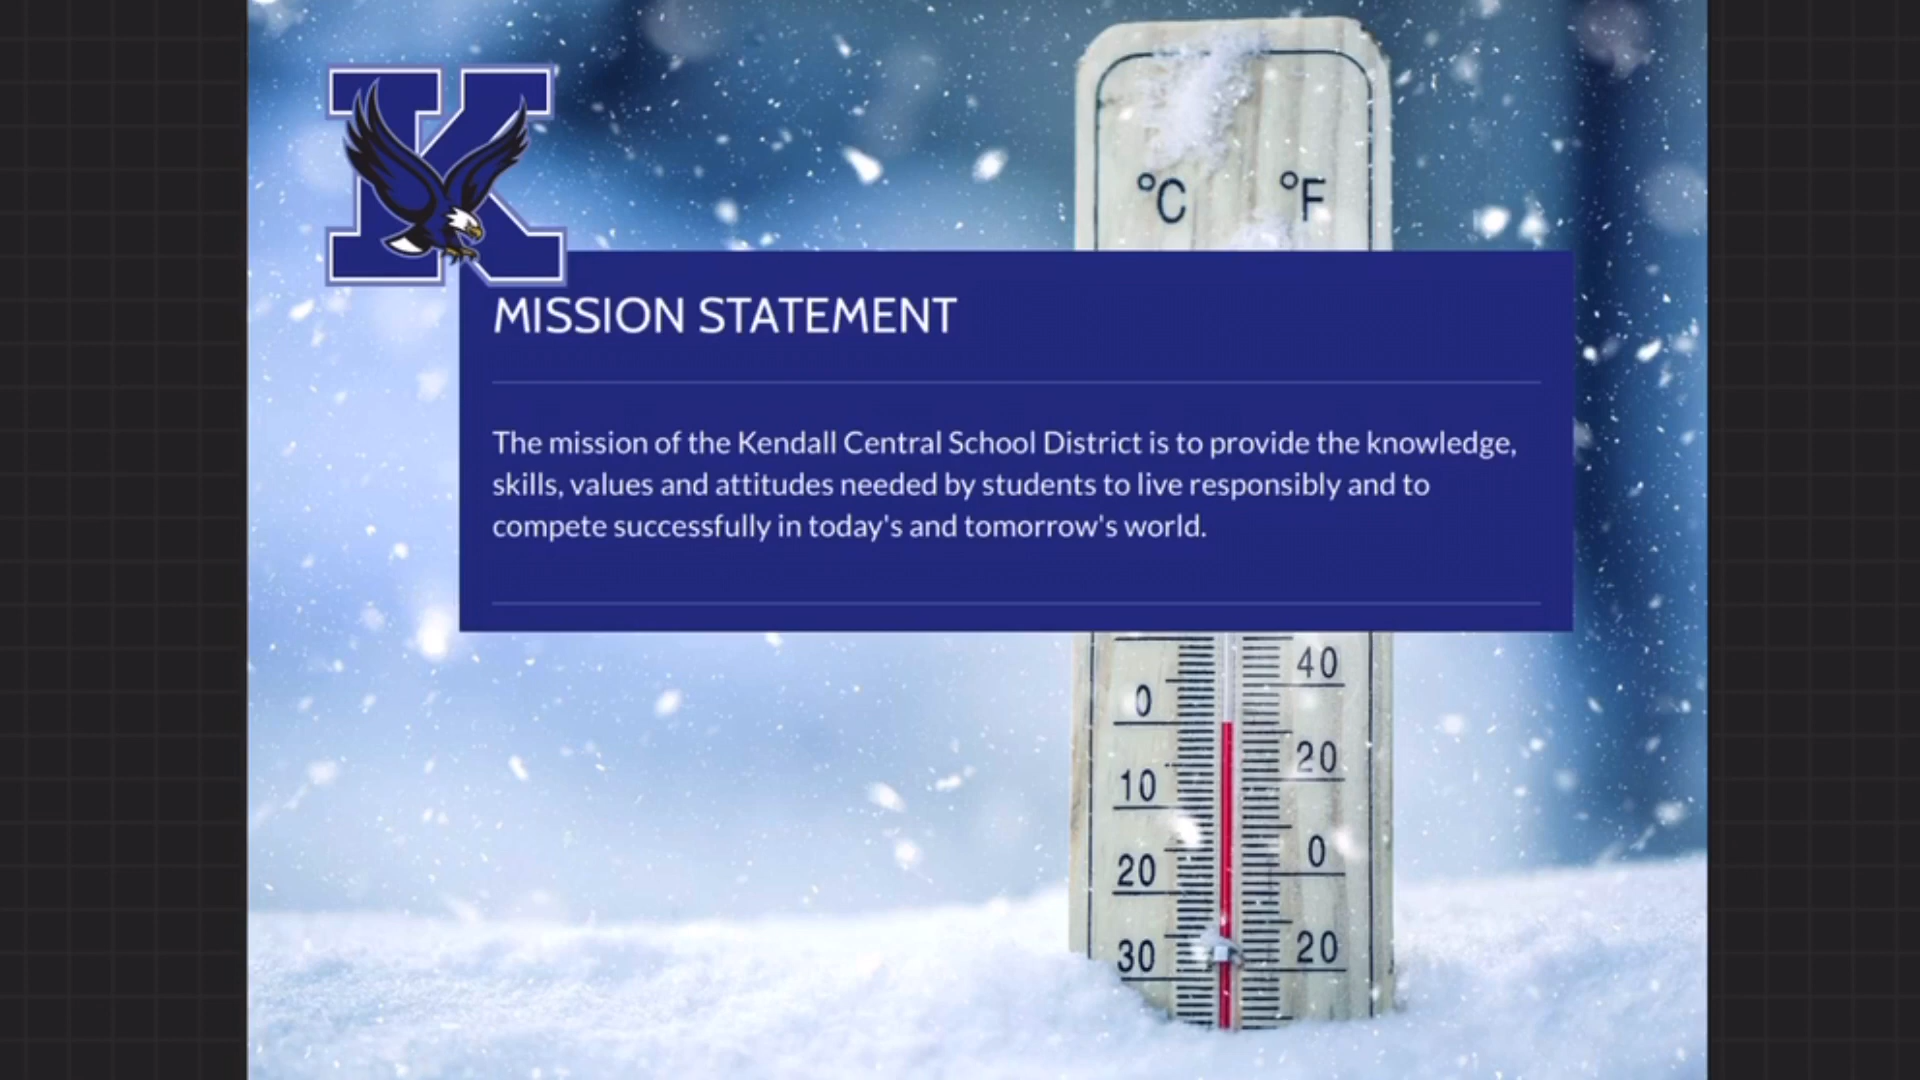 K
°C °F
MISSION STATEMENT
The mission of the Kendall Central School District is to provide the knowledge,
skills, values and attitudes needed by students to live responsibly and to
compete successfully in today's and tomorrow's world.
40
0
20
10
0
20
20
30